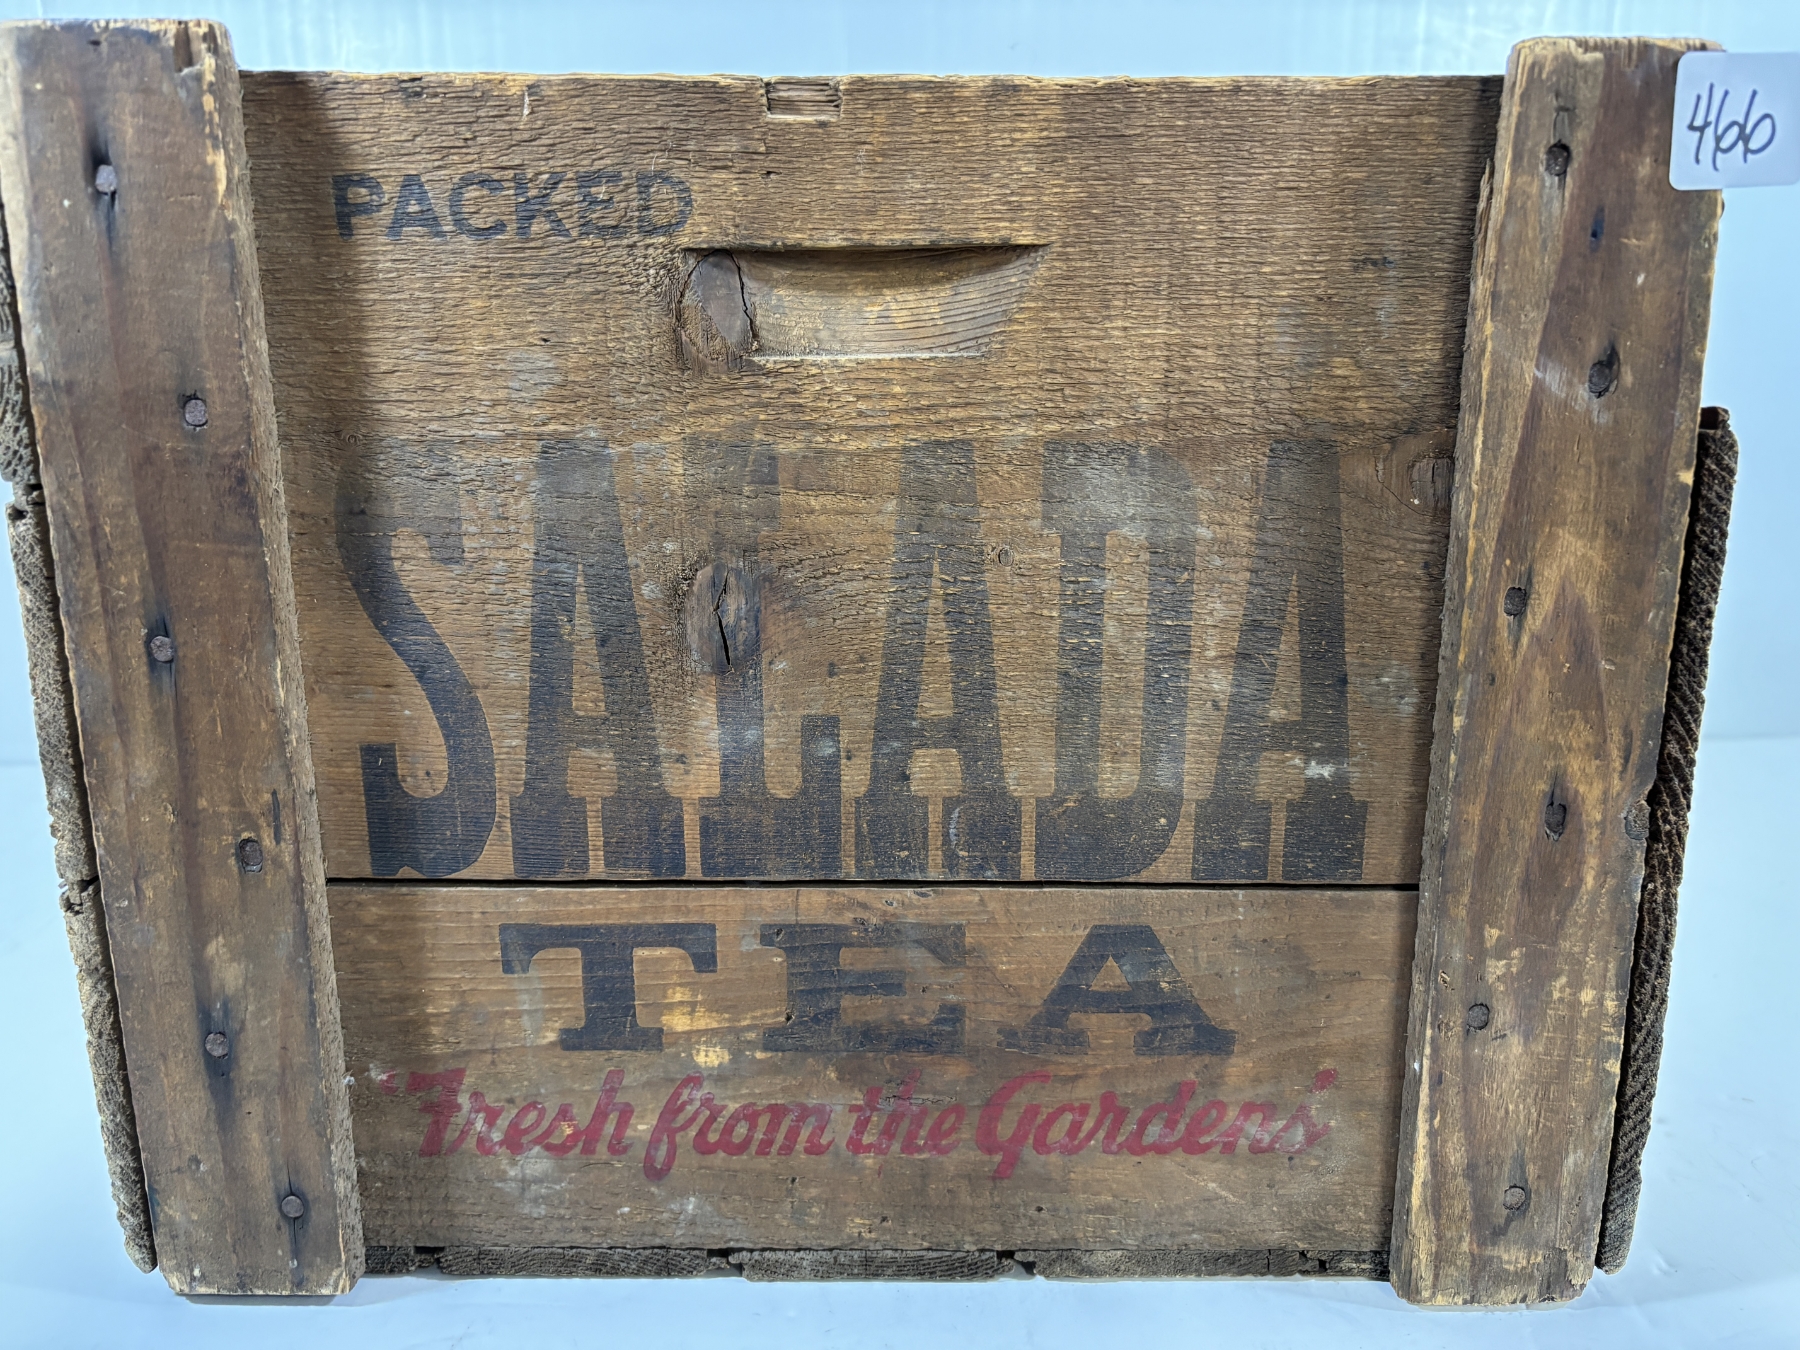 466
PACKED
SALADA
TEA
"Fresh from the Gardens"